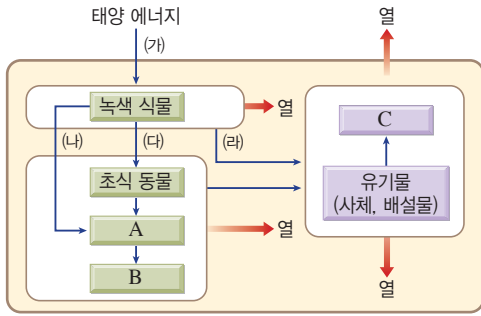 태양 에너지
(가)
열
녹색 식물
열
(나)
(다)
(라)
초식 동물
A
열
B
C
유기물
(사체, 배설물)
열